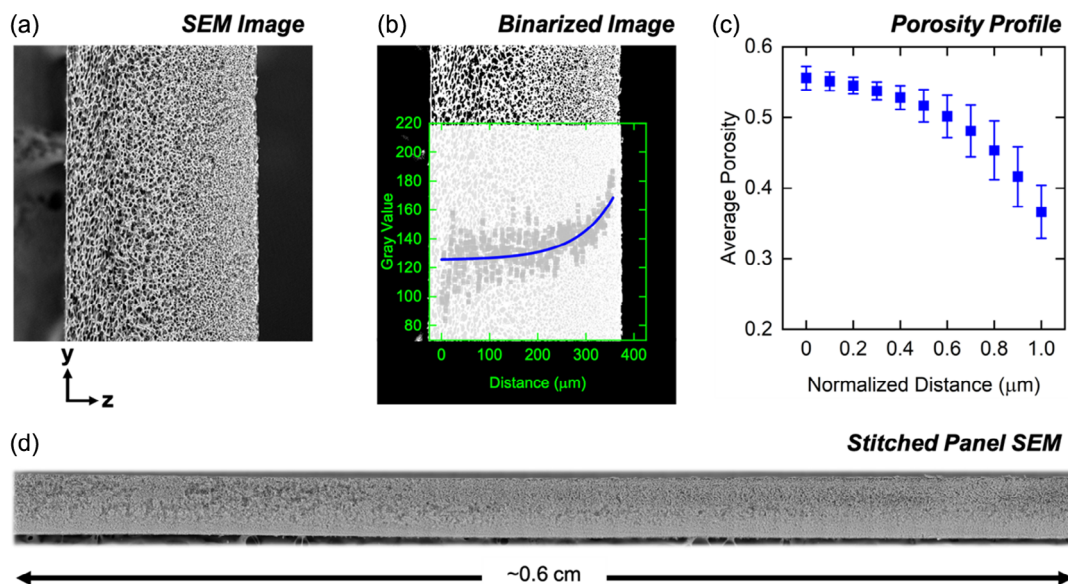 (a)
SEM Image
y
z
(b)
Binarized Image
220
200
180
160
140
120
100
80
Gray Value
0 100 200 300 400
Distance (μm)
(c)
Porosity Profile
0.6
0.5
0.4
0.3
0.2
Average Porosity
0 0.2 0.4 0.6 0.8 1.0
Normalized Distance (μm)
(d)
Stitched Panel SEM
~0.6 cm